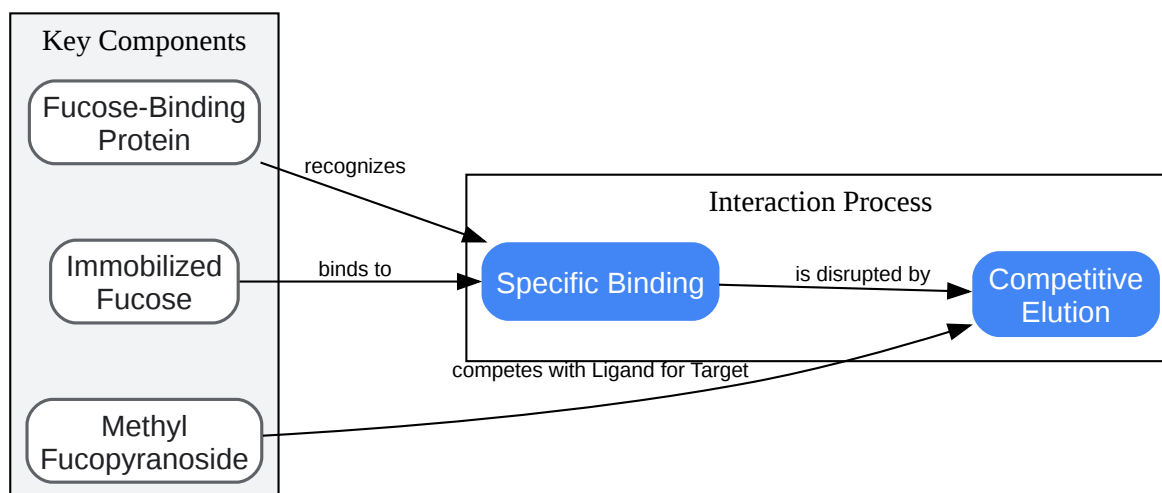 Key Components
Fucose-Binding
Protein
recognizes
Interaction Process
Immobilized
Fucose
binds to
Specific Binding
is disrupted by
Competitive
Elution
competes with Ligand for Target
Methyl
Fucopyranoside